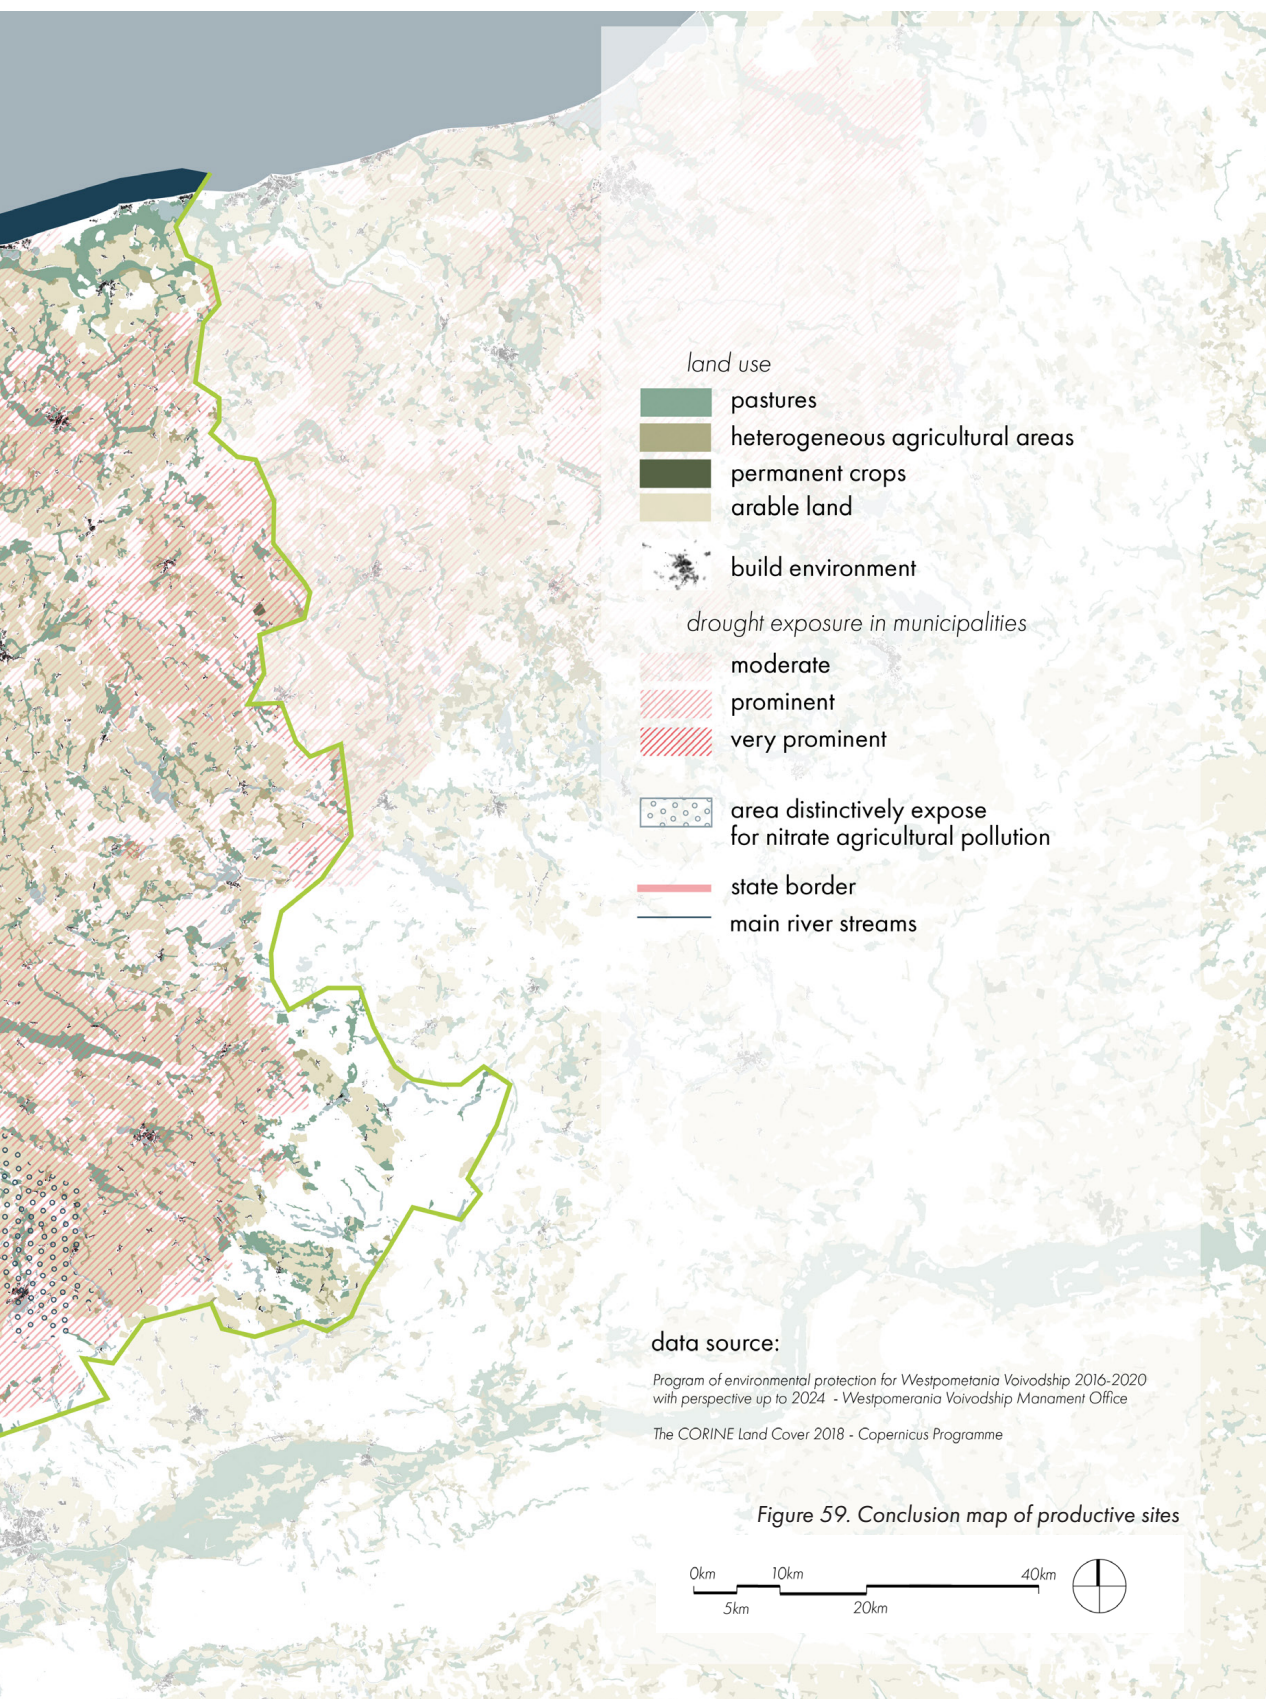 land use
pastures
heterogeneous agricultural areas
permanent crops
arable land
build environment
drought exposure in municipalities
moderate
prominent
very prominent
area distinctively expose
for nitrate agricultural pollution
state border
main river streams
data source:
Program of environmental protection for Westpometania Voivodship 2016-2020
with perspective up to 2024 - Westpomerania Voivodship Manament Office
The CORINE Land Cover 2018 - Copernicus Programme
Figure 59. Conclusion map of productive sites
0km 10km 40km
5km 20km